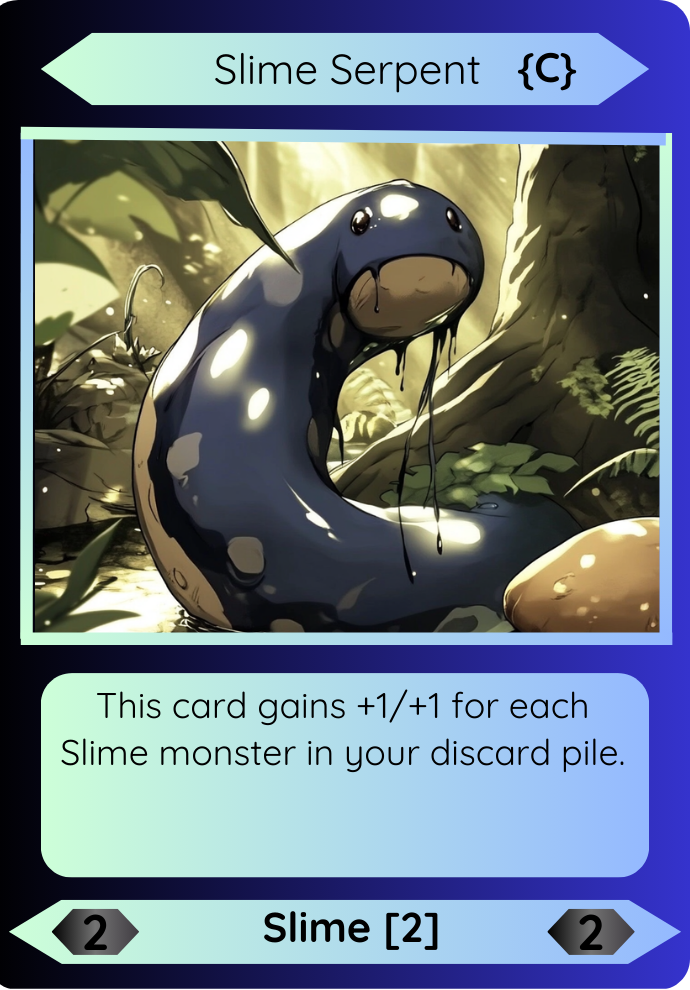 Slime Serpent {C}
This card gains +1/+1 for each
Slime monster in your discard pile.
2 Slime [2] 2